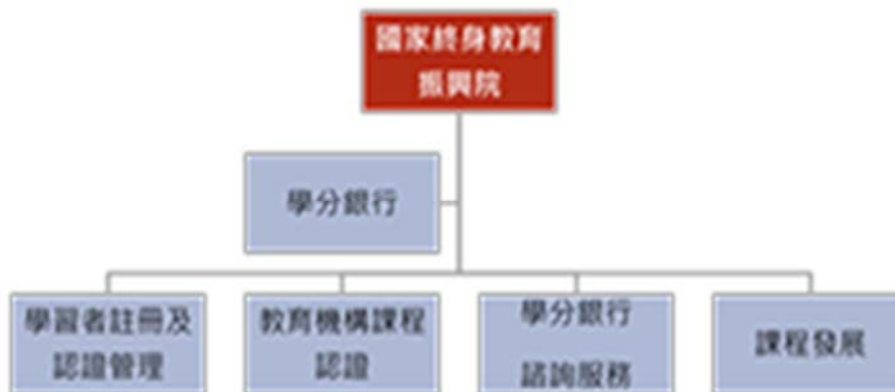 國家終身教育
振興院
學分銀行
學習者註冊及
認證管理
教育機構課程
認證
學分銀行
諮詢服務
課程發展